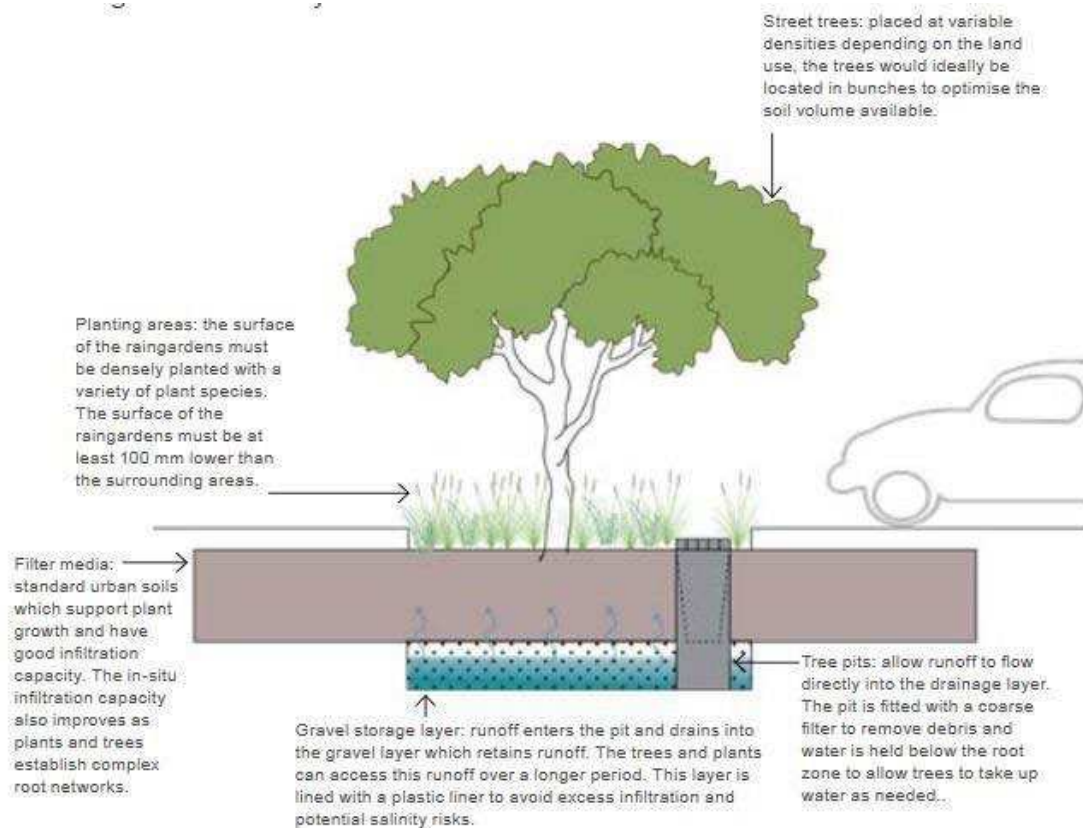 Street trees: placed at variable
densities depending on the land
use, the trees would ideally be
located in bunches to optimise the
soil volume available.
Planting areas: the surface
of the raingardens must
be densely planted with a
variety of plant species.
The surface of the
raingardens must be at
least 100 mm lower than
the surrounding areas.
Filter media:
standard urban soils
which support plant
growth and have
good infiltration
capacity. The in-situ
infiltration capacity
also improves as
plants and trees
establish complex
root networks.
Gravel storage layer: runoff enters the pit and drains into
the gravel layer which retains runoff. The trees and plants
can access this runoff over a longer period. This layer is
lined with a plastic liner to avoid excess infiltration and
potential salinity risks.
Tree pits: allow runoff to flow
directly into the drainage layer.
The pit is fitted with a coarse
filter to remove debris and
water is held below the root
zone to allow trees to take up
water as needed..